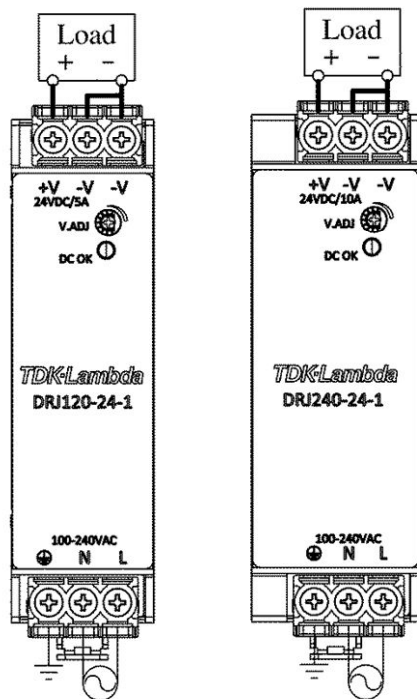 Load
+ −
+V -V -V
24VDC/5A
V.ADJ
DC OK
TDK-Lambda
DRJ120-24-1
100-240VAC
N L
Load
+ −
+V -V -V
24VDC/10A
V.ADJ
DC OK
TDK-Lambda
DRJ240-24-1
100-240VAC
N L